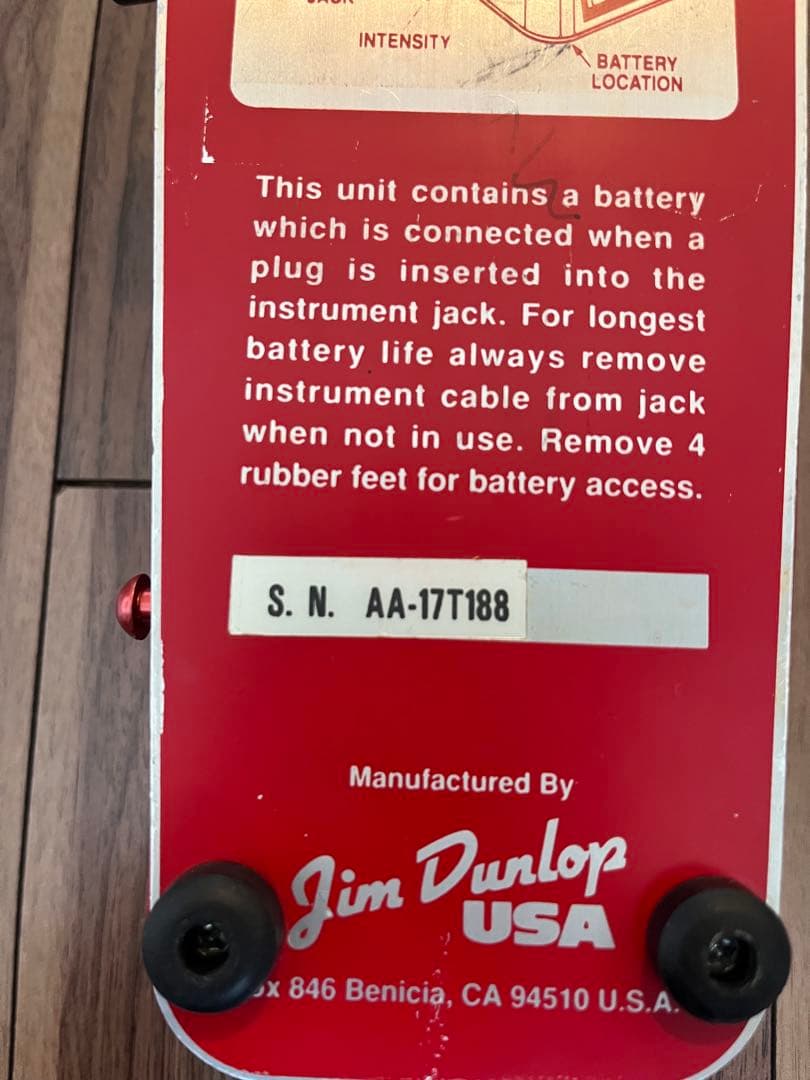 INTENSITY
BATTERY
LOCATION
This unit contains a battery
which is connected when a
plug is inserted into the
instrument jack. For longest
battery life always remove
instrument cable from jack
when not in use. Remove 4
rubber feet for battery access.
S. N. AA-17T188
Manufactured By
Jim Dunlop
USA
846 Benicia, CA 94510 U.S.A.